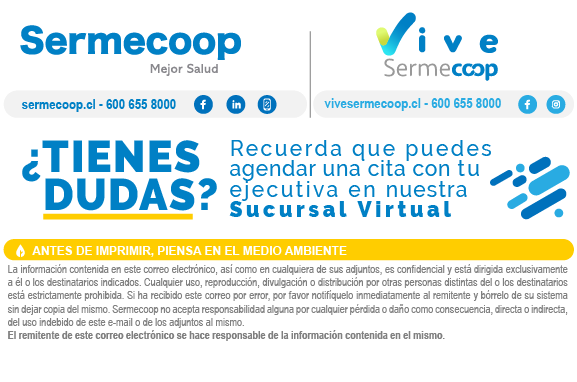 Sermecoop
Mejor Salud
Vive
Sermecoop
sermecoop.cl - 600 655 8000
vivesermecoop.cl - 600 655 8000
¿TIENES
DUDAS?
Recuerda que puedes
agendar una cita con tu
ejecutiva en nuestra
Sucursal Virtual
ANTES DE IMPRIMIR, PIENSA EN EL MEDIO AMBIENTE
La información contenida en este correo electrónico, así como en cualquiera de sus adjuntos, es confidencial y está dirigida exclusivamente
a él o los destinatarios indicados. Cualquier uso, reproducción, divulgación o distribución por otras personas distintas del o los destinatarios
está estrictamente prohibida. Si ha recibido este correo por error, por favor notifíquelo inmediatamente al remitente y bórrelo de su sistema
sin dejar copia del mismo. Sermecoop no acepta responsabilidad alguna por cualquier pérdida o daño como consecuencia, directa o indirecta,
del uso indebido de este e-mail o de los adjuntos al mismo.
El remitente de este correo electrónico se hace responsable de la información contenida en el mismo.